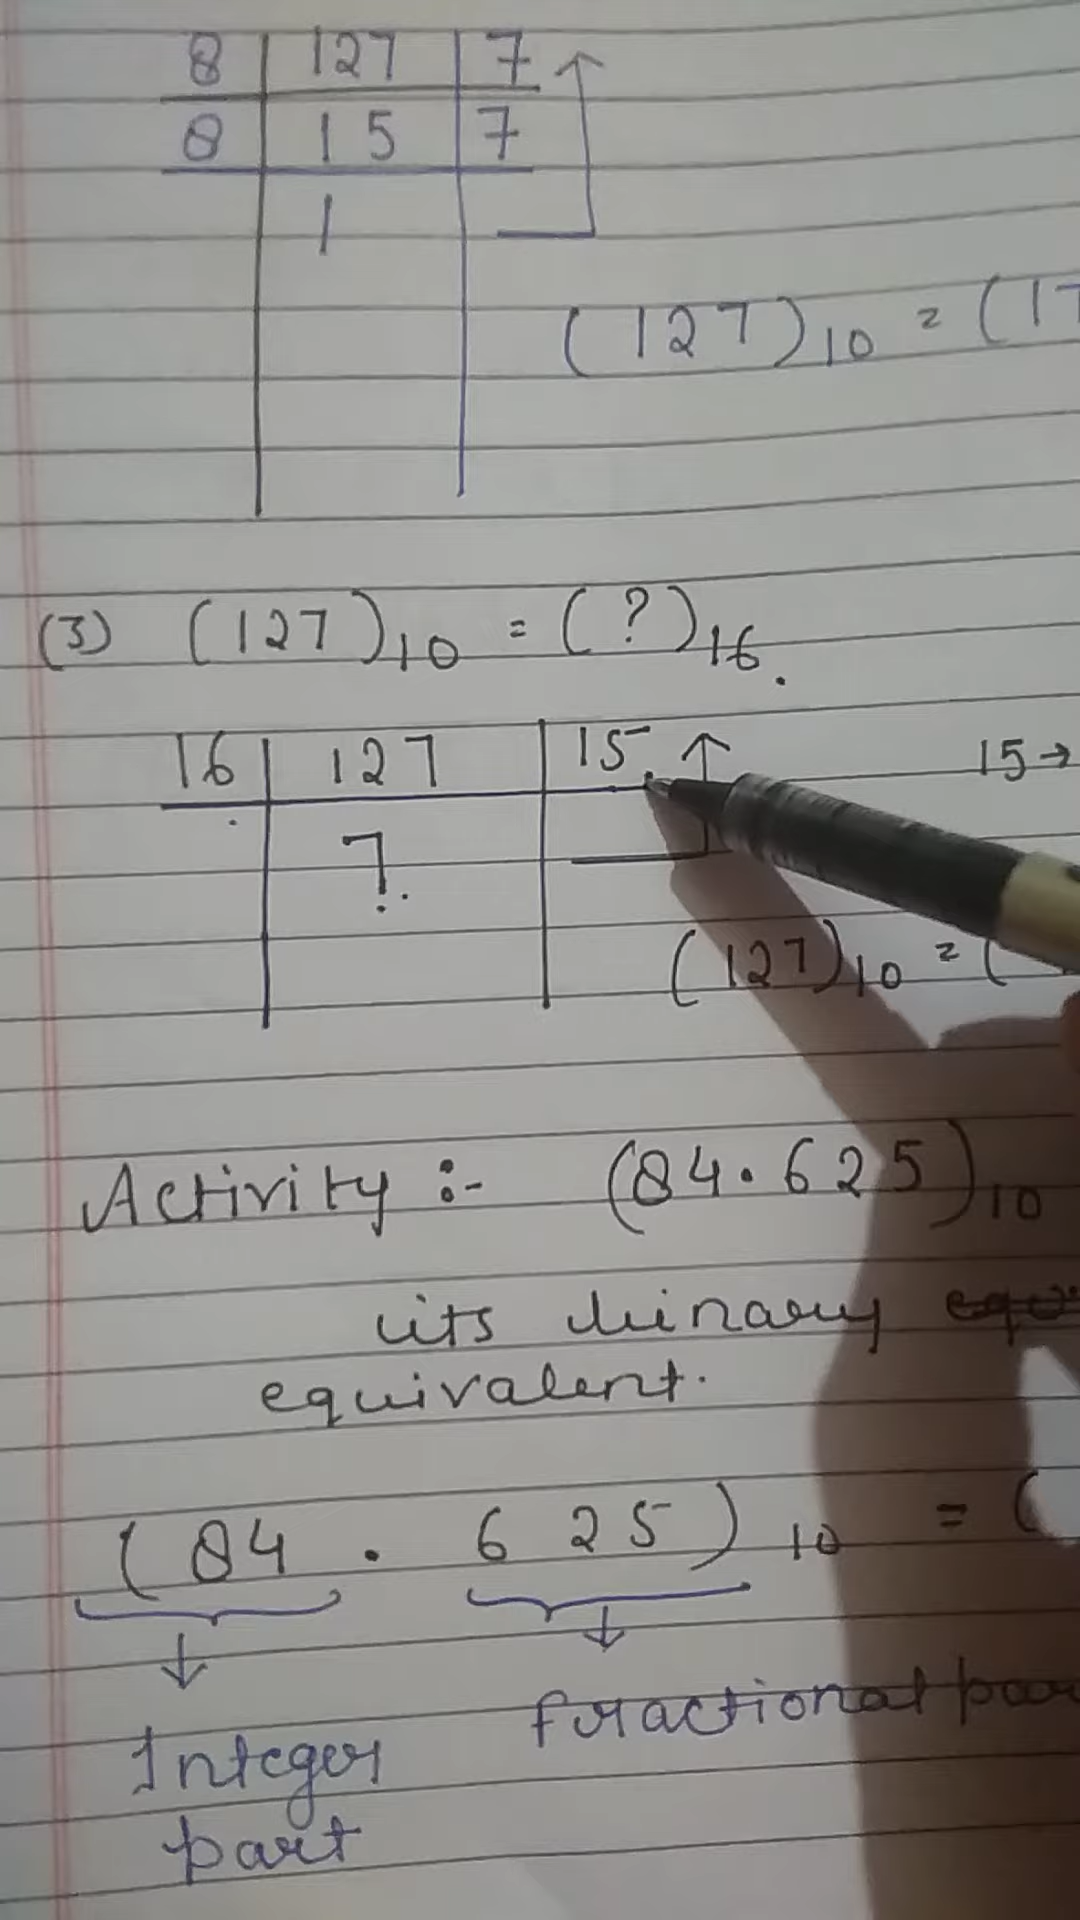 8 | 127 | 7
8 | 15 | 7
1
(127)10 = (17
(3) (127)10 = (?)16.
16 | 127 | 15 15→
7
(127)10 = (
Activity :- (84.625)10
its binary
equivalent.
(84 . 625)10 = (
Integer fractional
part